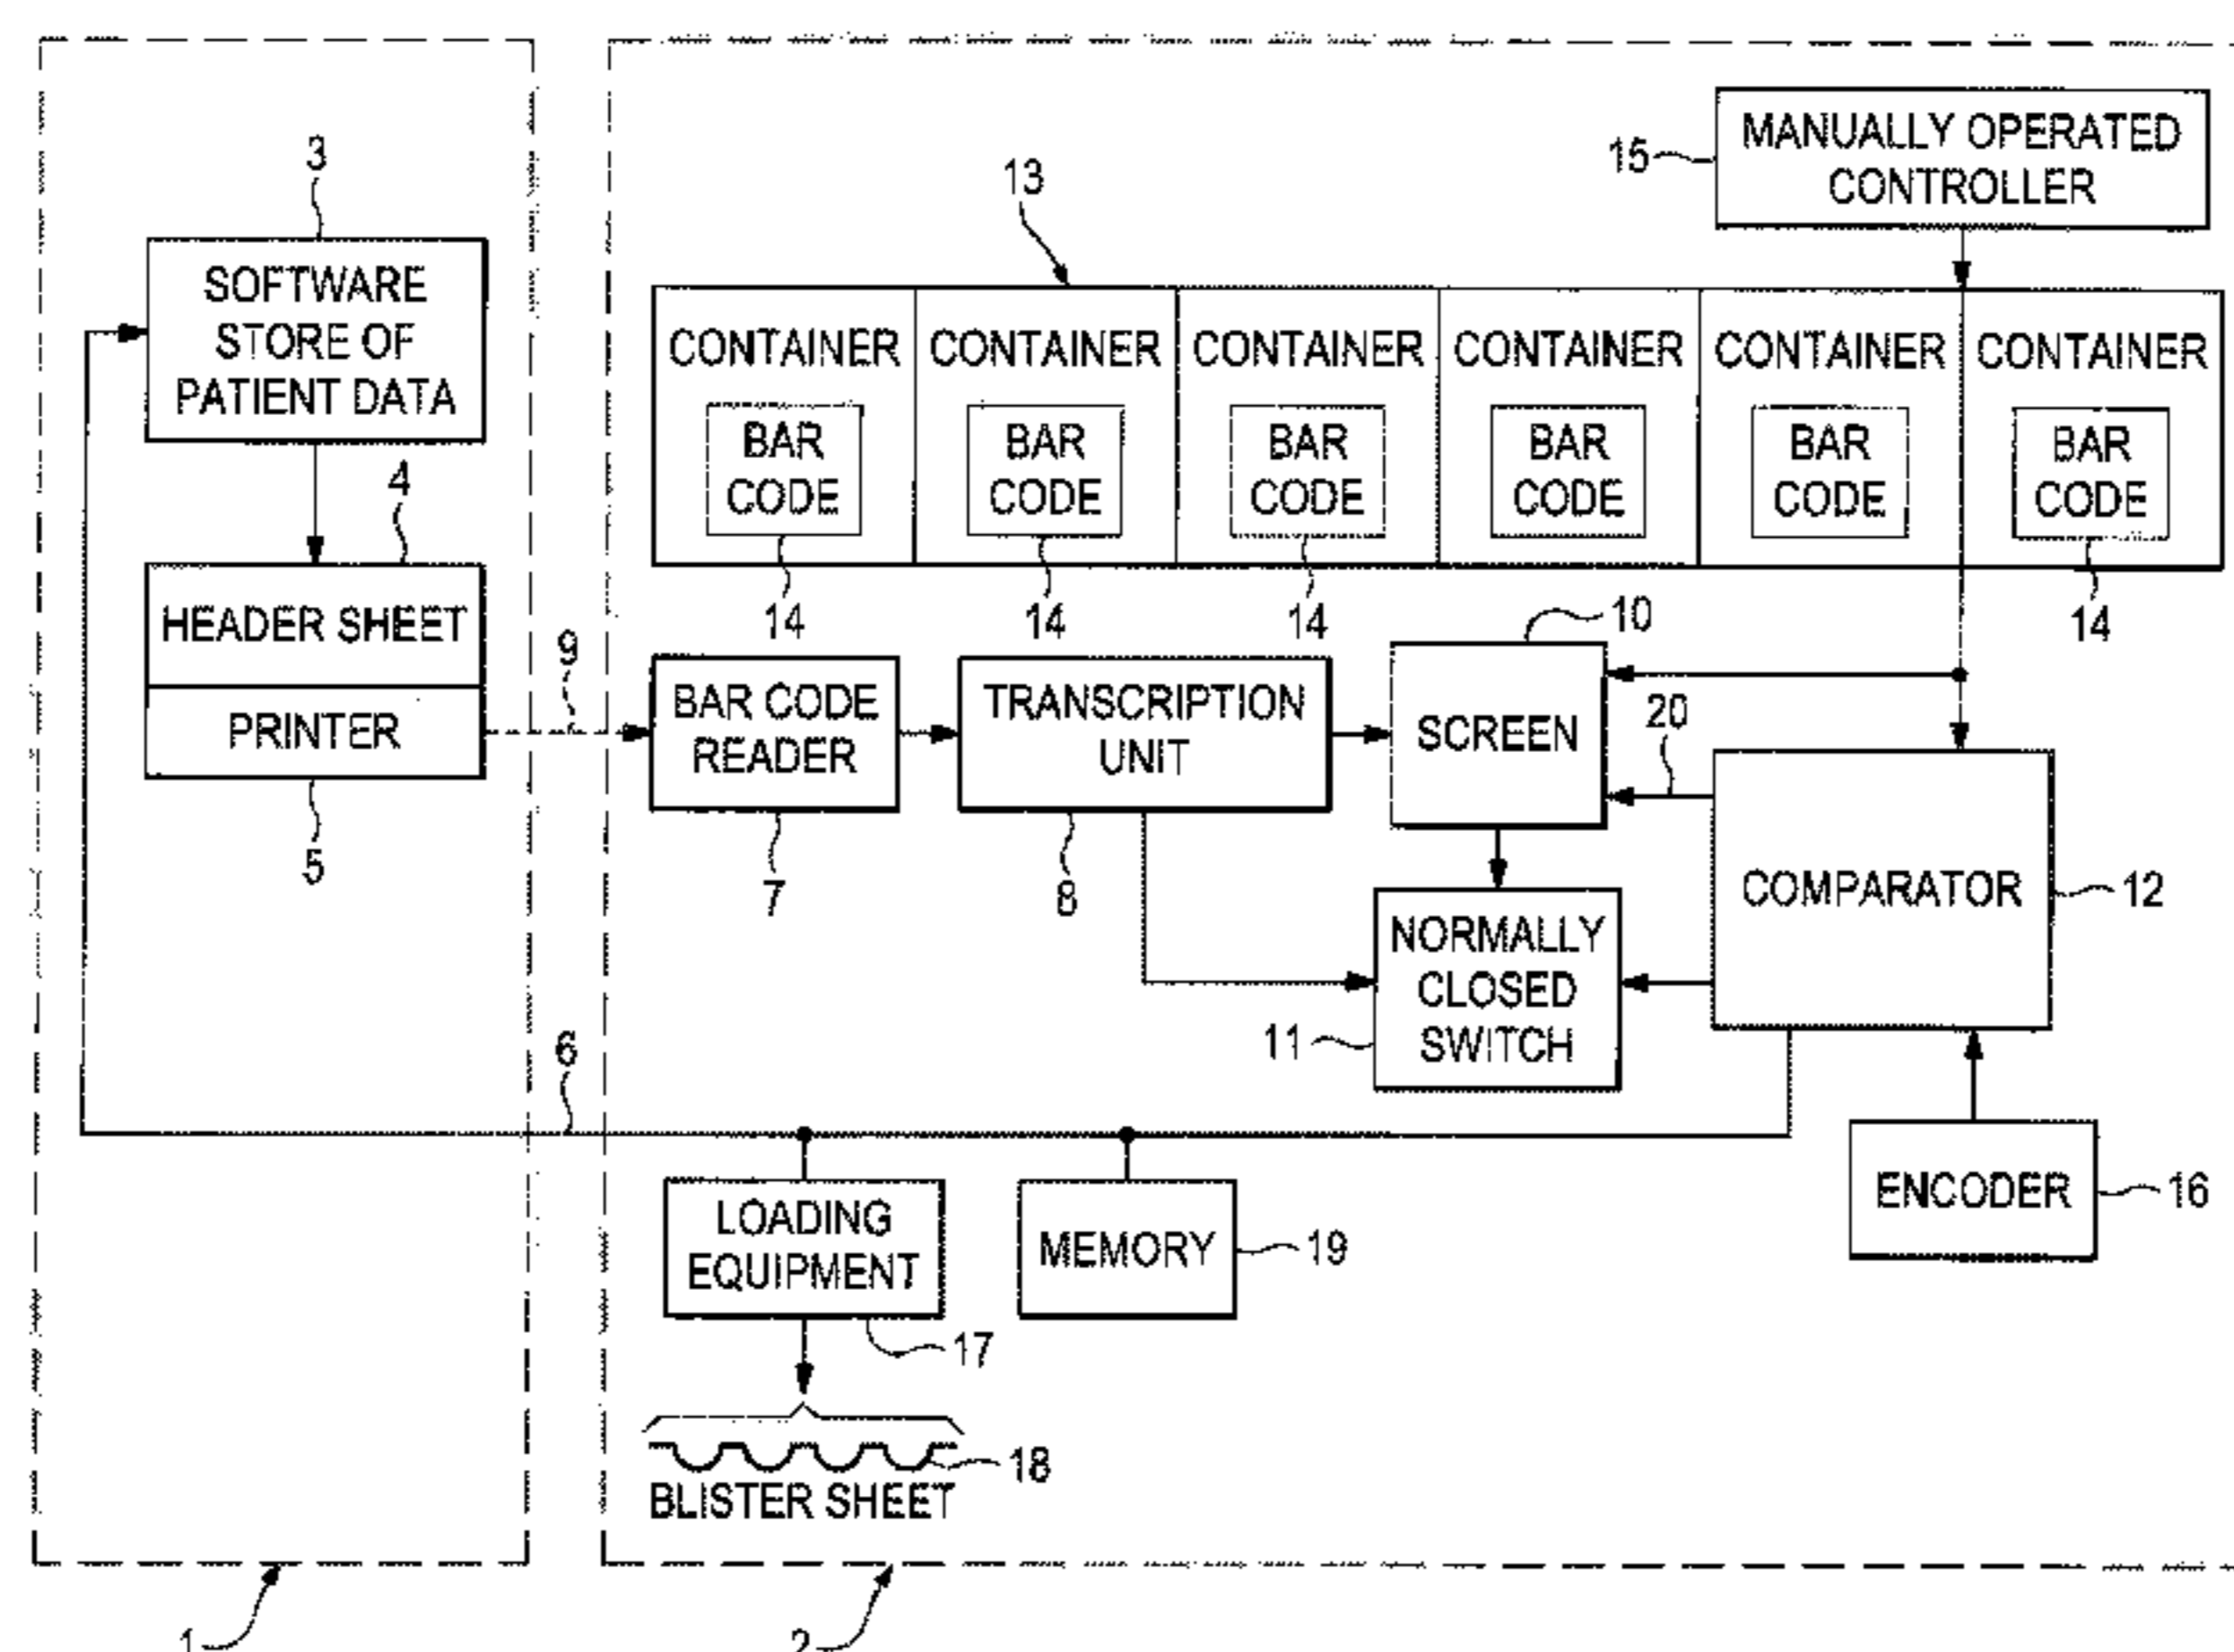 3
SOFTWARE
STORE OF
PATIENT DATA
4
HEADER SHEET
PRINTER
5
9
6
1
15
MANUALLY OPERATED
CONTROLLER
13
CONTAINER CONTAINER CONTAINER CONTAINER CONTAINER CONTAINER
BAR BAR BAR BAR BAR BAR
CODE CODE CODE CODE CODE CODE
14 14 14 14
BAR CODE
READER
7
TRANSCRIPTION
UNIT
8
10
SCREEN
20
COMPARATOR
12
NORMALLY
CLOSED
SWITCH
11
ENCODER
16
LOADING
EQUIPMENT
17
MEMORY
19
18
BLISTER SHEET
2